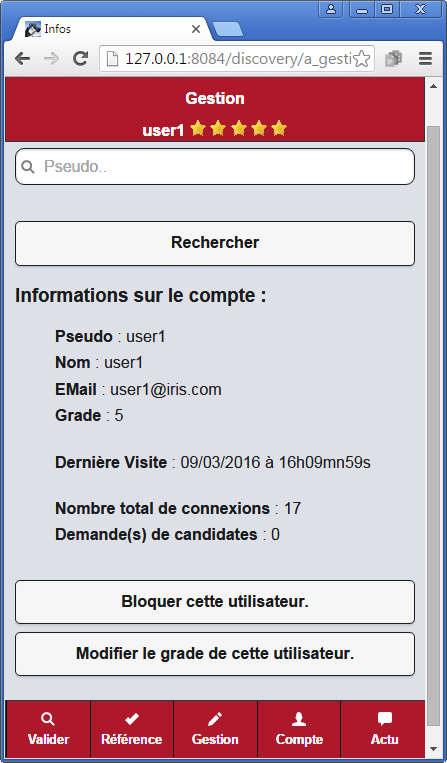 Infos
127.0.0.1:8084/discovery/a_gesti
Gestion
user1
Pseudo..
Rechercher
Informations sur le compte :
Pseudo : user1
Nom : user1
EMail : user1@iris.com
Grade : 5
Dernière Visite : 09/03/2016 à 16h09mn59s
Nombre total de connexions : 17
Demande(s) de candidates : 0
Bloquer cette utilisateur.
Modifier le grade de cette utilisateur.
Valider Référence Gestion Compte Actu